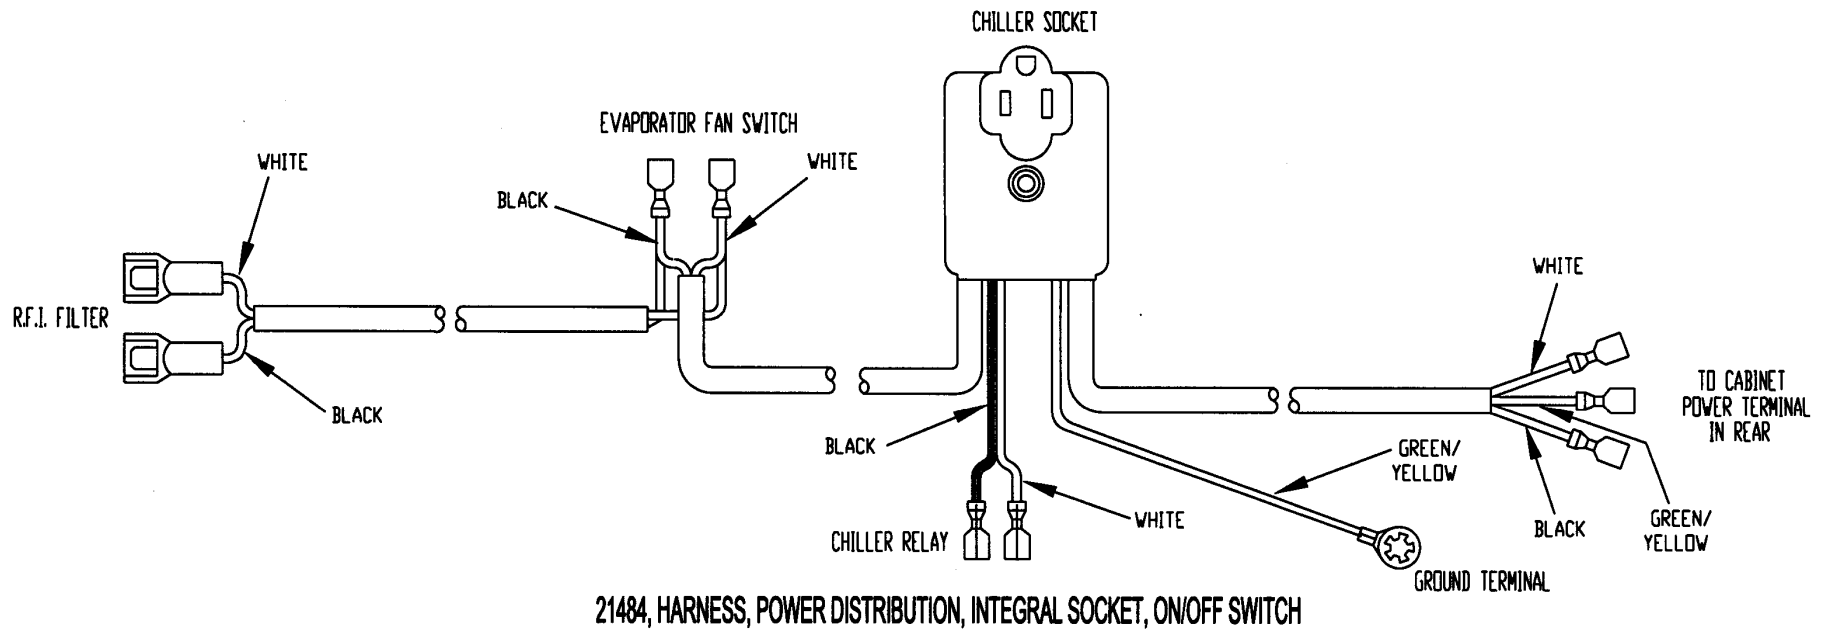 CHILLER SOCKET
EVAPORATOR FAN SWITCH
WHITE
WHITE
BLACK
WHITE
R.F.I. FILTER
TO CABINET
POWER TERMINAL
IN REAR
BLACK
BLACK
GREEN/
YELLOW
WHITE
BLACK
GREEN/
YELLOW
CHILLER RELAY
GROUND TERMINAL
21484, HARNESS, POWER DISTRIBUTION, INTEGRAL SOCKET, ON/OFF SWITCH